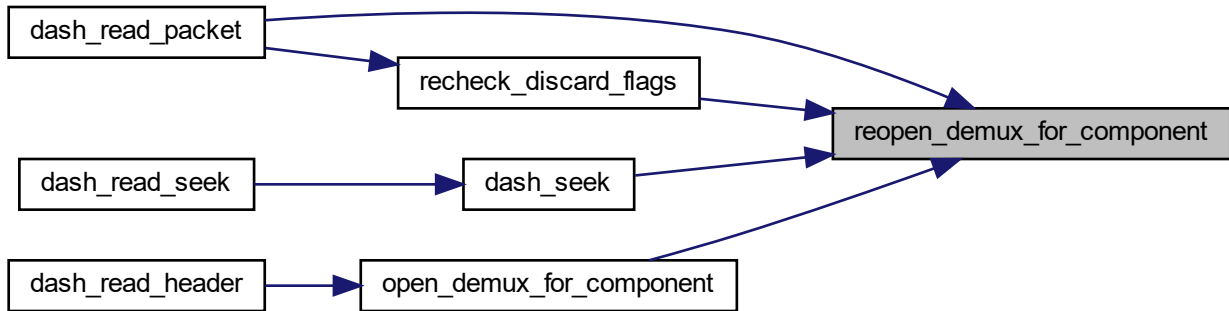 dash_read_packet
recheck_discard_flags
reopen_demux_for_component
dash_read_seek
dash_seek
dash_read_header
open_demux_for_component